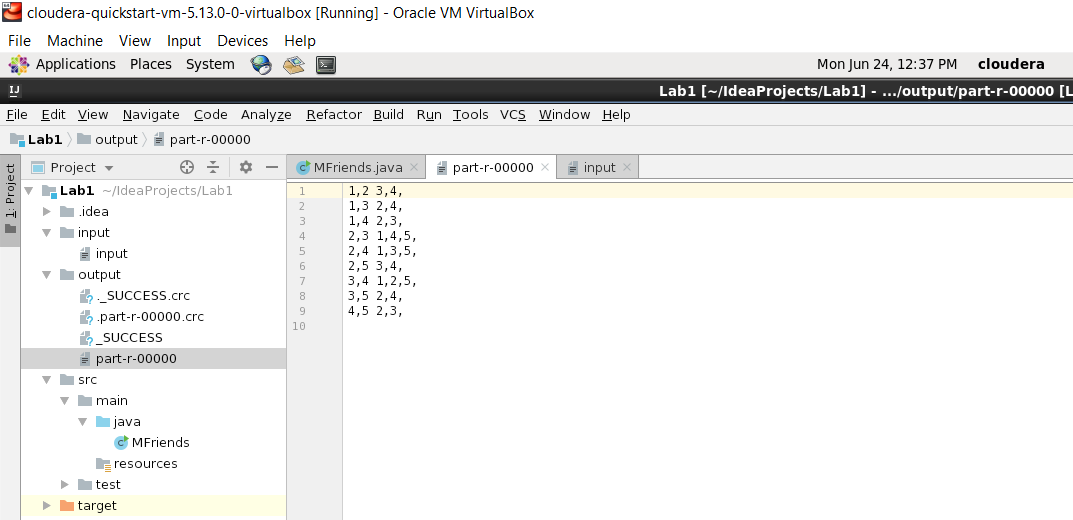 cloudera-quickstart-vm-5.13.0-0-virtualbox [Running] - Oracle VM VirtualBox
File Machine View Input Devices Help
Applications Places System Mon Jun 24, 12:37 PM cloudera
IJ Lab1 [~/IdeaProjects/Lab1] - .../output/part-r-00000 [L
File Edit View Navigate Code Analyze Refactor Build Run Tools VCS Window Help
Lab1 output part-r-00000
1: Project
Project
Lab1 ~/IdeaProjects/Lab1
.idea
input
input
output
._SUCCESS.crc
.part-r-00000.crc
_SUCCESS
part-r-00000
src
main
java
MFriends
resources
test
target
MFriends.java part-r-00000 input
1 1,2 3,4,
2 1,3 2,4,
3 1,4 2,3,
4 2,3 1,4,5,
5 2,4 1,3,5,
6 2,5 3,4,
7 3,4 1,2,5,
8 3,5 2,4,
9 4,5 2,3,
10